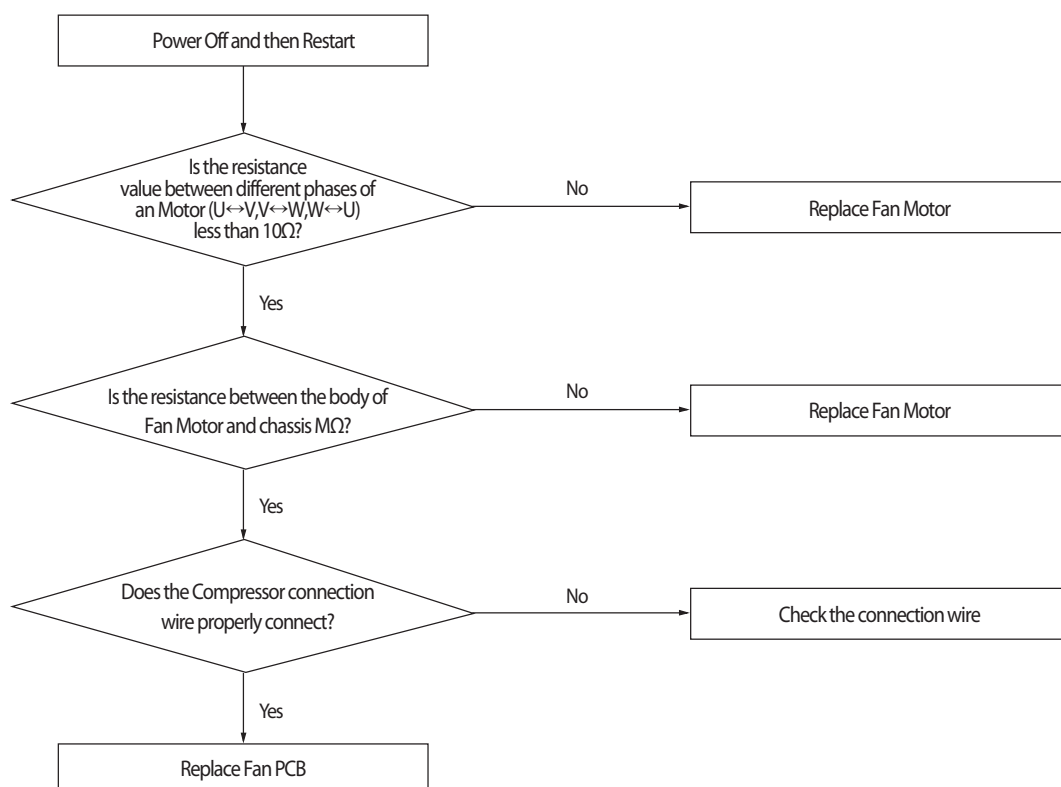 Power Off and then Restart
Is the resistance
value between different phases of
an Motor (U↔V,V↔W,W↔U)
less than 10Ω?
No
Replace Fan Motor
Yes
Is the resistance between the body of
Fan Motor and chassis MΩ?
No
Replace Fan Motor
Yes
Does the Compressor connection
wire properly connect?
No
Check the connection wire
Yes
Replace Fan PCB